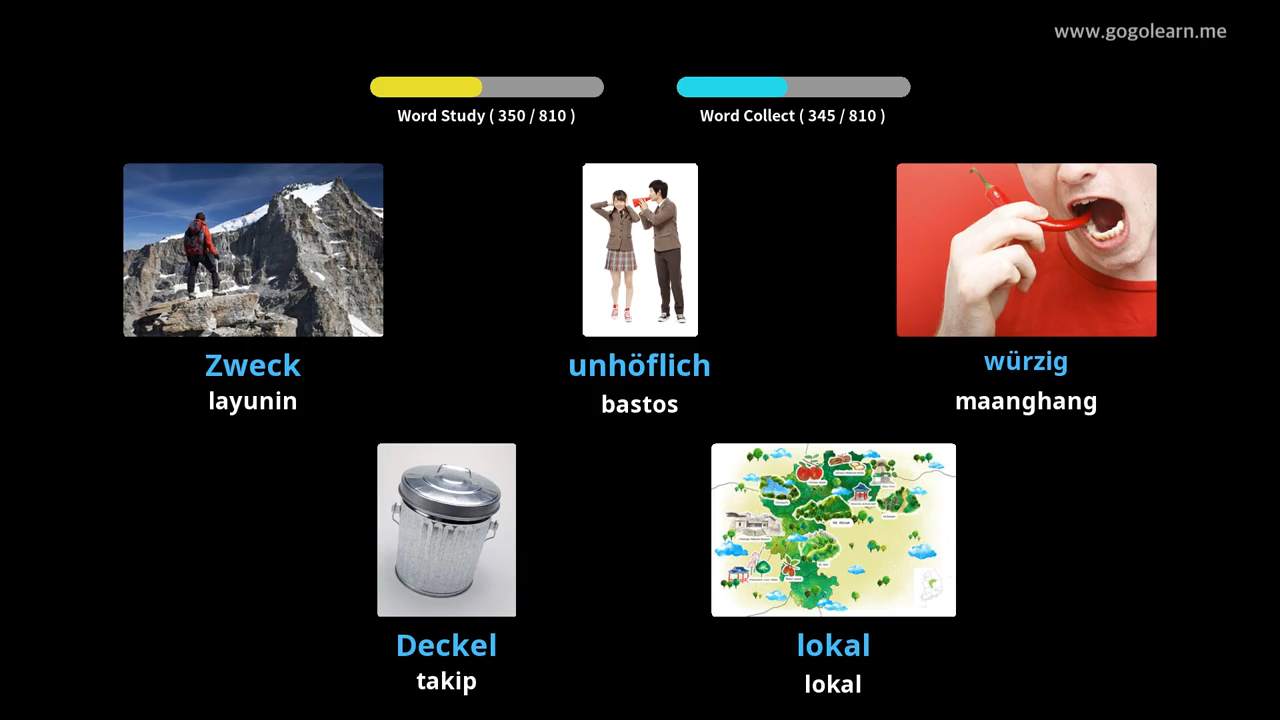 www.gogolearn.me
Word Study ( 350 / 810 )
Word Collect ( 345 / 810 )
Zweck
layunin
unhöflich
bastos
würzig
maanghang
Deckel
takip
lokal
lokal